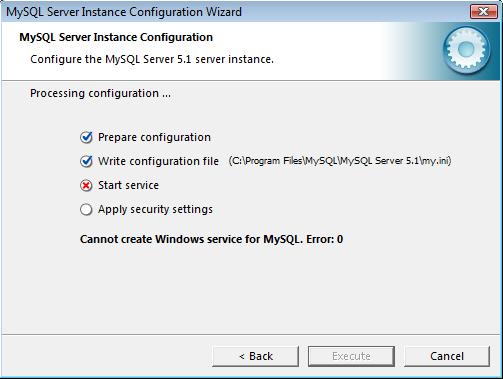 MySQL Server Instance Configuration Wizard
MySQL Server Instance Configuration
Configure the MySQL Server 5.1 server instance.
Processing configuration ...
Prepare configuration
Write configuration file (C:\Program Files\MySQL\MySQL Server 5.1\my.ini)
Start service
Apply security settings
Cannot create Windows service for MySQL. Error: 0
< Back Execute Cancel